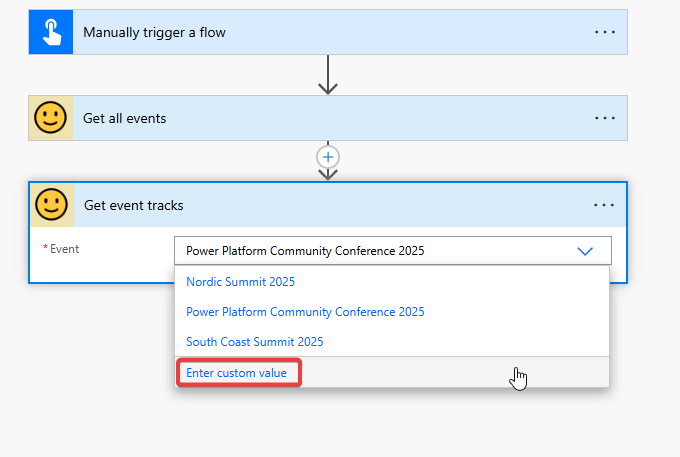 Manually trigger a flow
Get all events
Get event tracks
* Event
Power Platform Community Conference 2025
Nordic Summit 2025
Power Platform Community Conference 2025
South Coast Summit 2025
Enter custom value